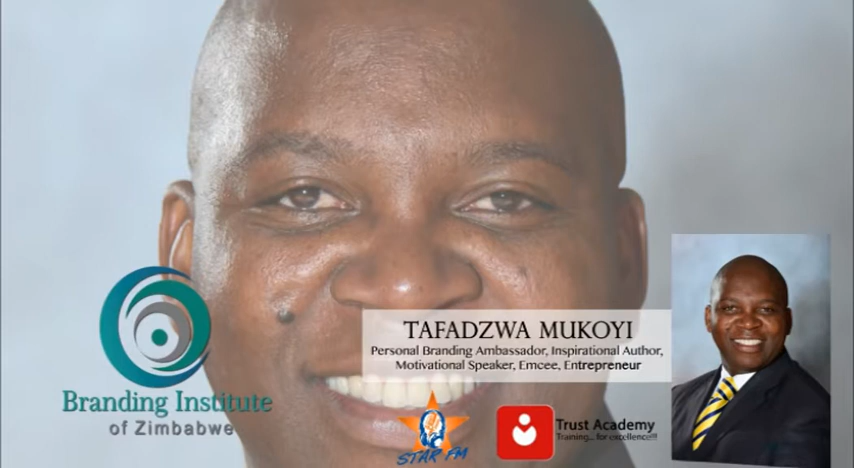 TAFADZWA MUKOYI
Personal Branding Ambassador, Inspirational Author,
Motivational Speaker, Emcee, Entrepreneur
Branding Institute
of Zimbabwe
STAR FM
Trust Academy
Training... for excellence!!!